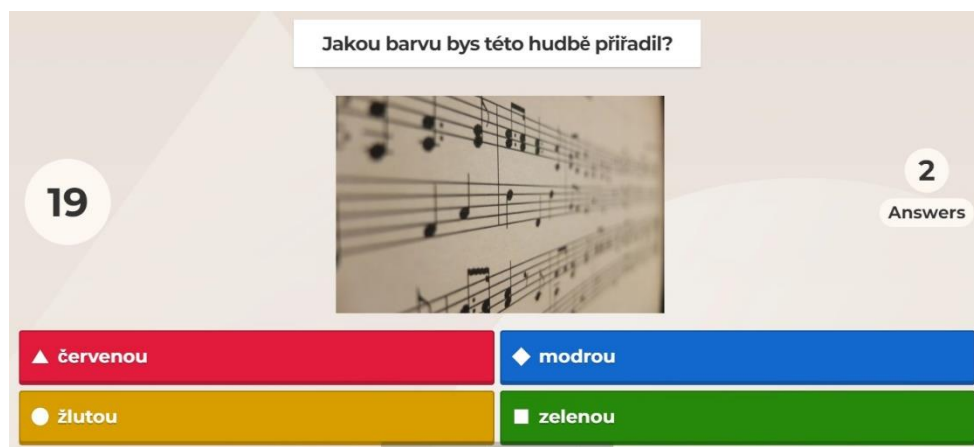 Jakou barvu bys této hudbě přiřadil?
19
2
Answers
červenou
modrou
žlutou
zelenou